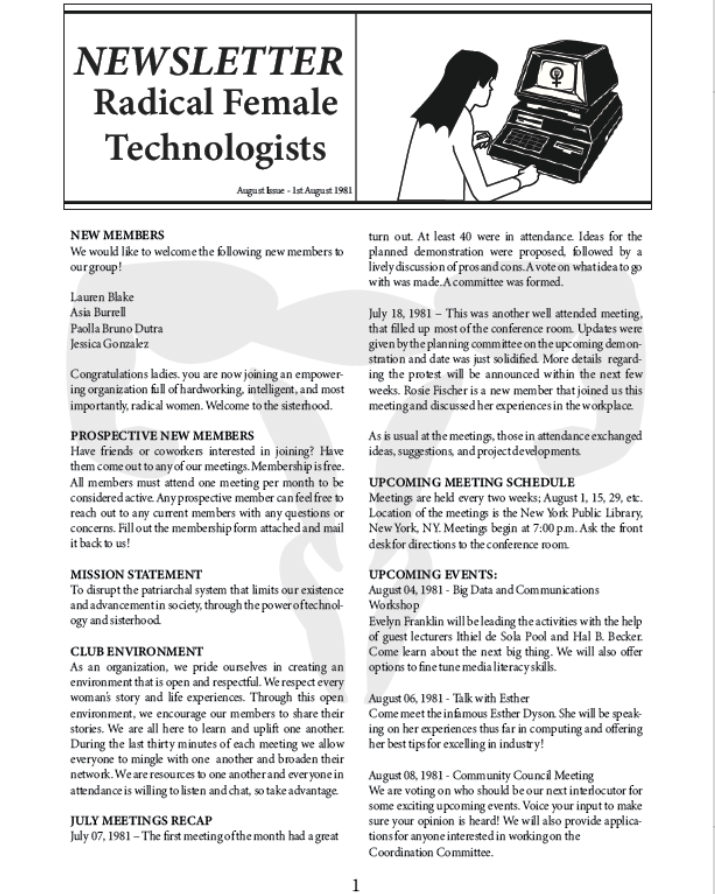 NEWSLETTER
Radical Female
Technologists
August Issue - 1st August 1981
NEW MEMBERS
We would like to welcome the following new members to
our group!
Lauren Blake
Asia Burrell
Paolla Bruno Dutra
Jessica Gonzalez
Congratulations ladies. you are now joining an empower-
ing organization full of hardworking, intelligent, and most
importantly, radical women. Welcome to the sisterhood.
PROSPECTIVE NEW MEMBERS
Have friends or coworkers interested in joining? Have
them come out to any of our meetings. Membership is free.
All members must attend one meeting per month to be
considered active. Any prospective member can feel free to
reach out to any current members with any questions or
concerns. Fill out the membership form attached and mail
it back to us!
MISSION STATEMENT
To disrupt the patriarchal system that limits our existence
and advancement in society, through the power of technol-
ogy and sisterhood.
CLUB ENVIRONMENT
As an organization, we pride ourselves in creating an
environment that is open and respectful. We respect every
woman's story and life experiences. Through this open
environment, we encourage our members to share their
stories. We are all here to learn and uplift one another.
During the last thirty minutes of each meeting we allow
everyone to mingle with one another and broaden their
network. We are resources to one another and everyone in
attendance is willing to listen and chat, so take advantage.
JULY MEETINGS RECAP
July 07, 1981 – The first meeting of the month had a great
turn out. At least 40 were in attendance. Ideas for the
planned demonstration were proposed, followed by a
lively discussion of pros and cons. A vote on what idea to go
with was made. A committee was formed.
July 18, 1981 – This was another well attended meeting,
that filled up most of the conference room. Updates were
given by the planning committee on the upcoming demon-
stration and date was just solidified. More details regard-
ing the protest will be announced within the next few
weeks. Rosie Fischer is a new member that joined us this
meeting and discussed her experiences in the workplace.
As is usual at the meetings, those in attendance exchanged
ideas, suggestions, and project developments.
UPCOMING MEETING SCHEDULE
Meetings are held every two weeks; August 1, 15, 29, etc.
Location of the meetings is the New York Public Library,
New York, NY. Meetings begin at 7:00 p.m. Ask the front
desk for directions to the conference room.
UPCOMING EVENTS:
August 04, 1981 - Big Data and Communications
Workshop
Evelyn Franklin will be leading the activities with the help
of guest lecturers Ithiel de Sola Pool and Hal B. Becker.
Come learn about the next big thing. We will also offer
options to fine tune media literacy skills.
August 06, 1981 - Talk with Esther
Come meet the infamous Esther Dyson. She will be speak-
ing on her experiences thus far in computing and offering
her best tips for excelling in industry!
August 08, 1981 - Community Council Meeting
We are voting on who should be our next interlocutor for
some exciting upcoming events. Voice your input to make
sure your opinion is heard! We will also provide applica-
tions for anyone interested in working on the
Coordination Committee.
1